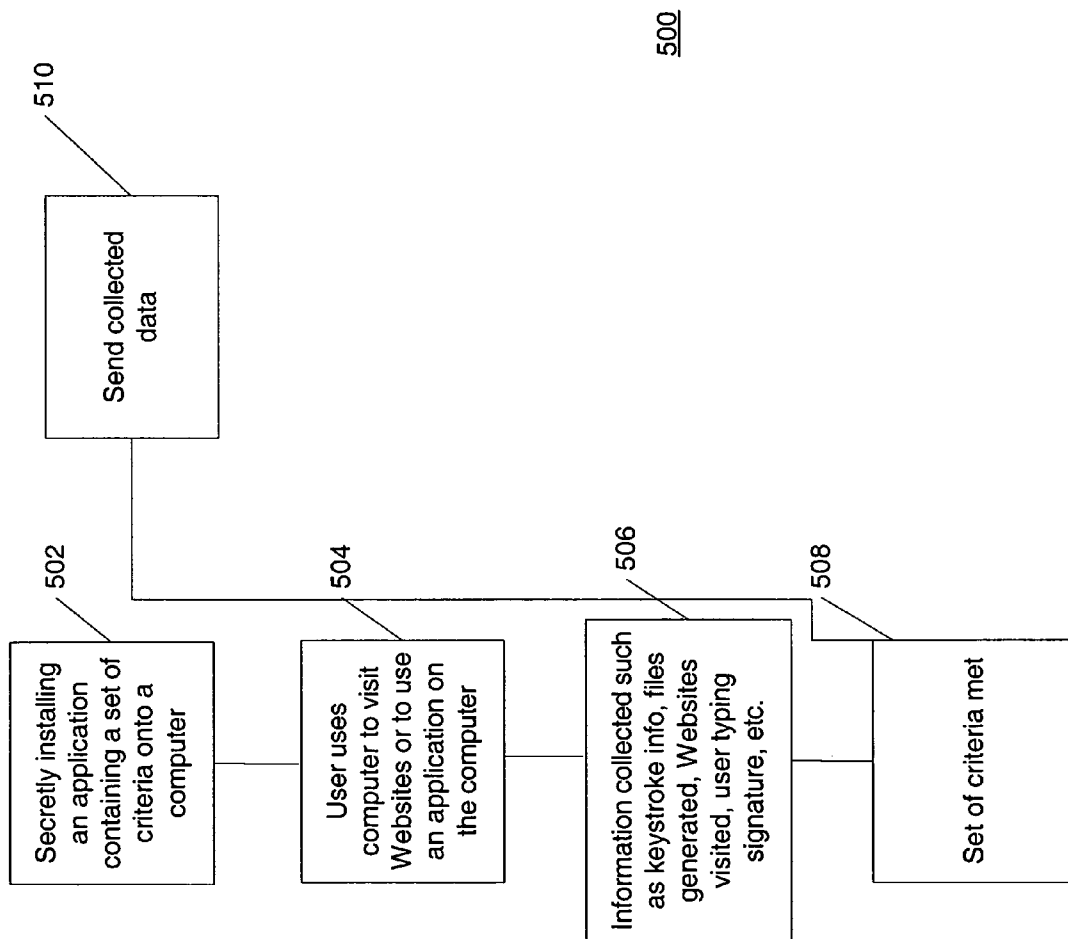 502
Secretly installing
an application
containing a set of
criteria onto a
computer
504
User uses
computer to visit
Websites or to use
an application on
the computer
506
Information collected such
as keystroke info, files
generated, Websites
visited, user typing
signature, etc.
508
Set of criteria met
510
Send collected
data
500